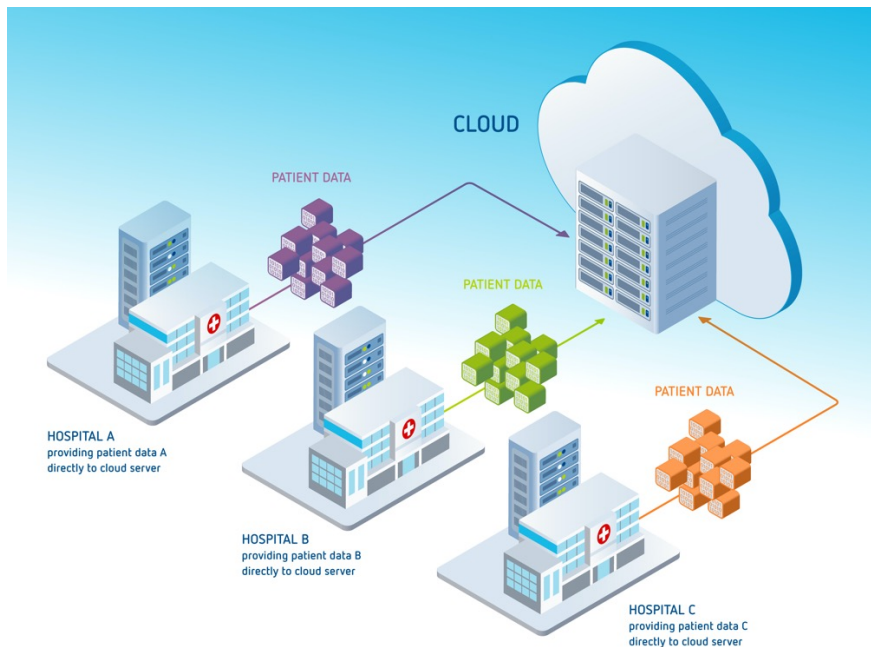 CLOUD
PATIENT DATA
PATIENT DATA
PATIENT DATA
HOSPITAL A
providing patient data A
directly to cloud server
HOSPITAL B
providing patient data B
directly to cloud server
HOSPITAL C
providing patient data C
directly to cloud server